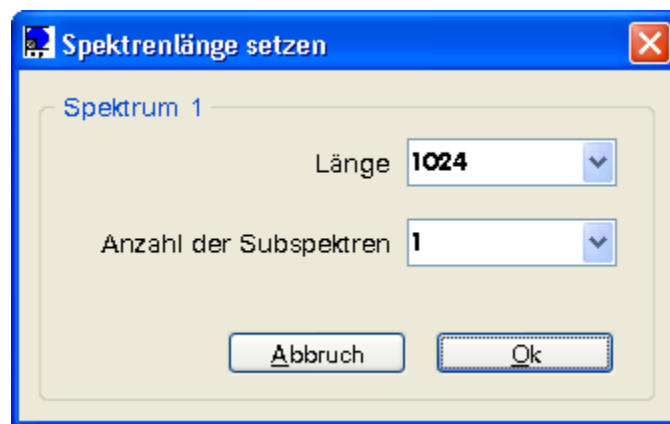 Spektrenlänge setzen
Spektrum 1
Länge 1024
Anzahl der Subspektren 1
Abbruch Ok